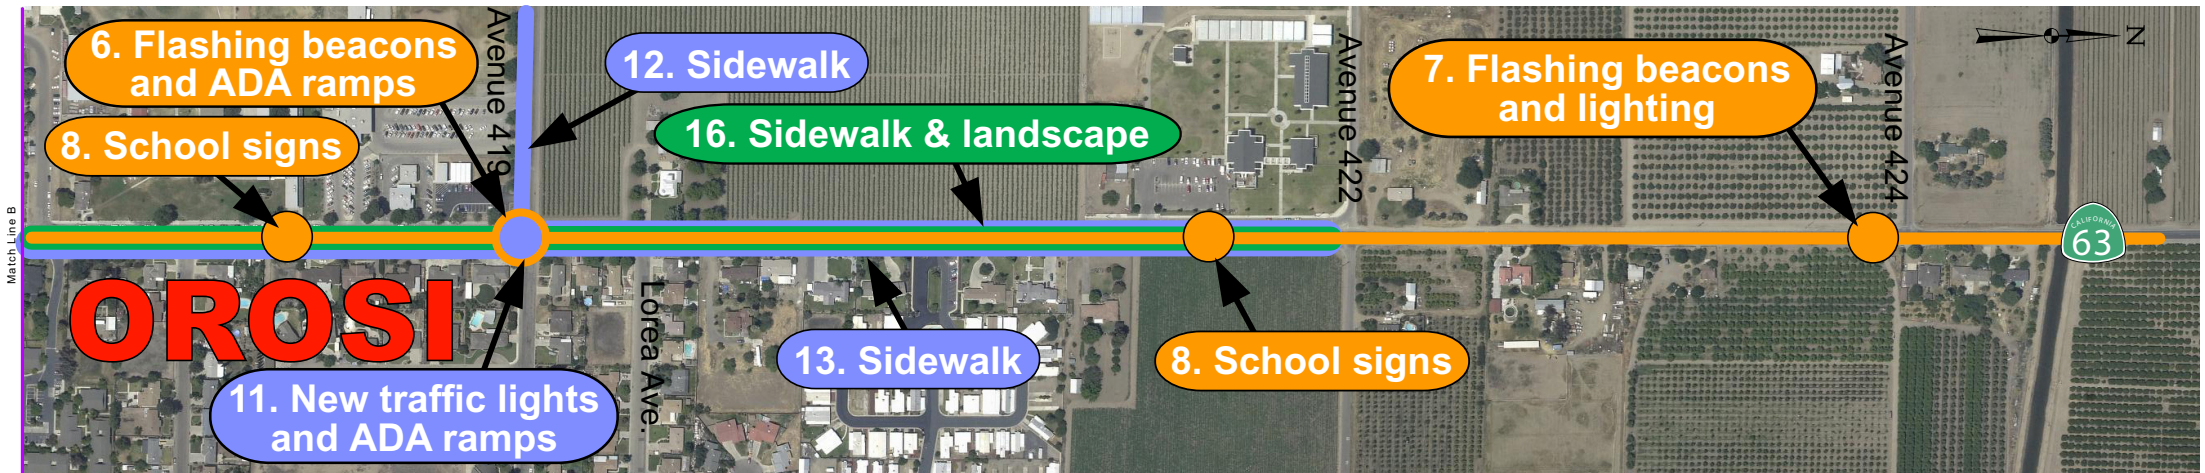 6. Flashing beacons
and ADA ramps
Avenue 419
12. Sidewalk
8. School signs
16. Sidewalk & landscape
Avenue 422
7. Flashing beacons
and lighting
Avenue 424
N
Match Line B
CALIFORNIA
63
OROSI
Lorea Ave.
13. Sidewalk
8. School signs
11. New traffic lights
and ADA ramps